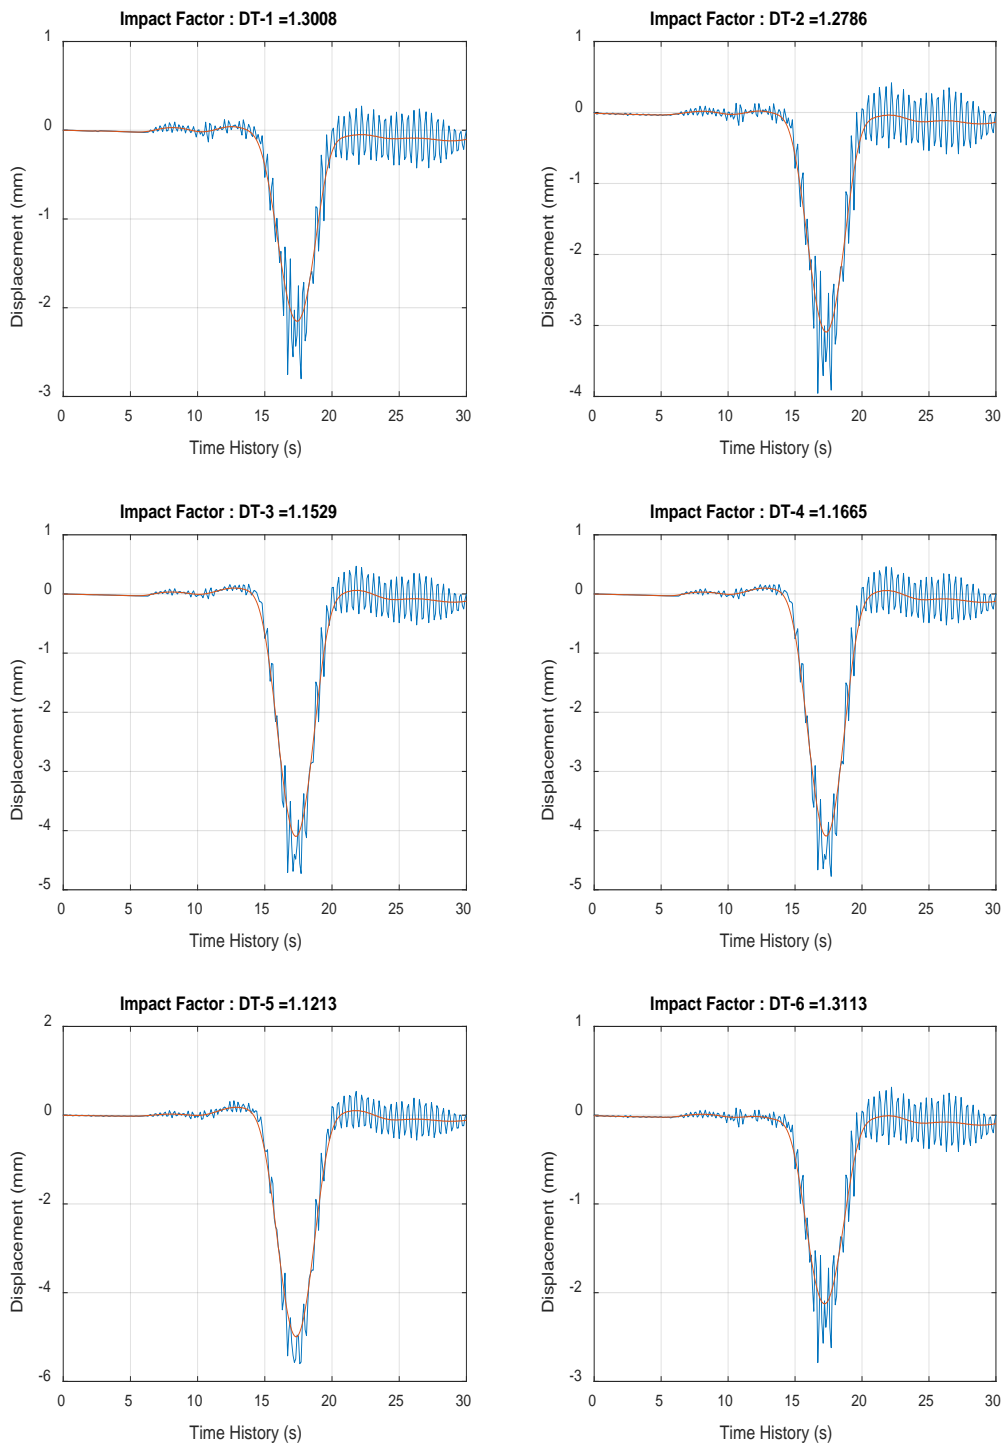 Impact Factor : DT-1 =1.3008
1
0
-1
-2
-3
Displacement (mm)
0 5 10 15 20 25 30
Time History (s)
Impact Factor : DT-2 =1.2786
1
0
-1
-2
-3
-4
Displacement (mm)
0 5 10 15 20 25 30
Time History (s)
Impact Factor : DT-3 =1.1529
1
0
-1
-2
-3
-4
-5
Displacement (mm)
0 5 10 15 20 25 30
Time History (s)
Impact Factor : DT-4 =1.1665
1
0
-1
-2
-3
-4
-5
Displacement (mm)
0 5 10 15 20 25 30
Time History (s)
Impact Factor : DT-5 =1.1213
2
0
-2
-4
-6
Displacement (mm)
0 5 10 15 20 25 30
Time History (s)
Impact Factor : DT-6 =1.3113
1
0
-1
-2
-3
Displacement (mm)
0 5 10 15 20 25 30
Time History (s)